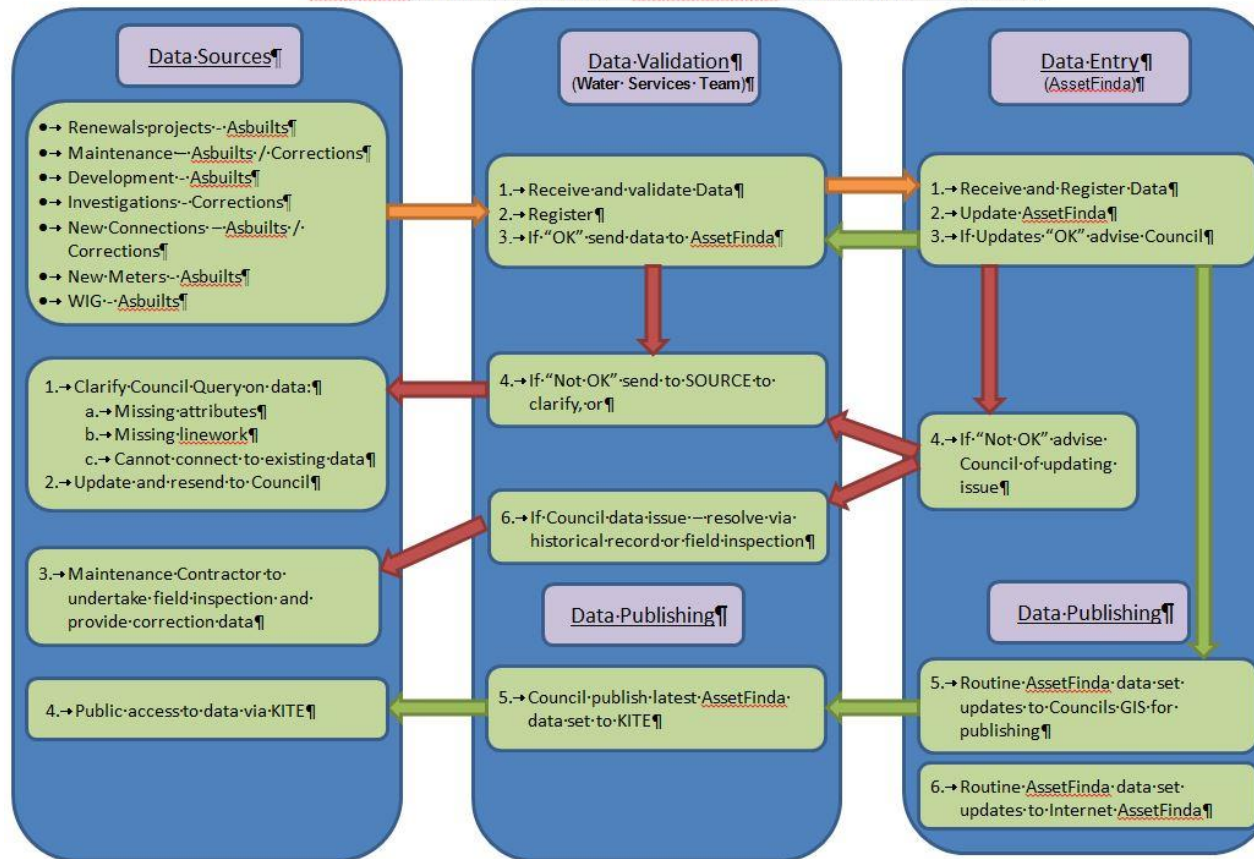 Data Sources¶
• Renewals projects - Asbuilts¶
• Maintenance – Asbuilts / Corrections¶
• Development - Asbuilts¶
• Investigations - Corrections¶
• New Connections – Asbuilts /
Corrections¶
• New Meters - Asbuilts¶
• WIG - Asbuilts¶
1. Clarify Council Query on data:¶
a. Missing attributes¶
b. Missing linework¶
c. Cannot connect to existing data¶
2. Update and resend to Council¶
3. Maintenance Contractor to
undertake field inspection and
provide correction data¶
4. Public access to data via KITE¶
Data Validation¶
(Water Services Team)¶
1. Receive and validate Data¶
2. Register¶
3. If “OK” send data to AssetFinda¶
4. If “Not OK” send to SOURCE to
clarify, or¶
6. If Council data issue – resolve via
historical record or field inspection¶
Data Publishing¶
5. Council publish latest AssetFinda
data set to KITE¶
Data Entry¶
(AssetFinda)¶
1. Receive and Register Data¶
2. Update AssetFinda¶
3. If Updates “OK” advise Council¶
4. If “Not OK” advise
Council of updating
issue¶
Data Publishing¶
5. Routine AssetFinda data set
updates to Councils GIS for
publishing¶
6. Routine AssetFinda data set
updates to Internet AssetFinda¶